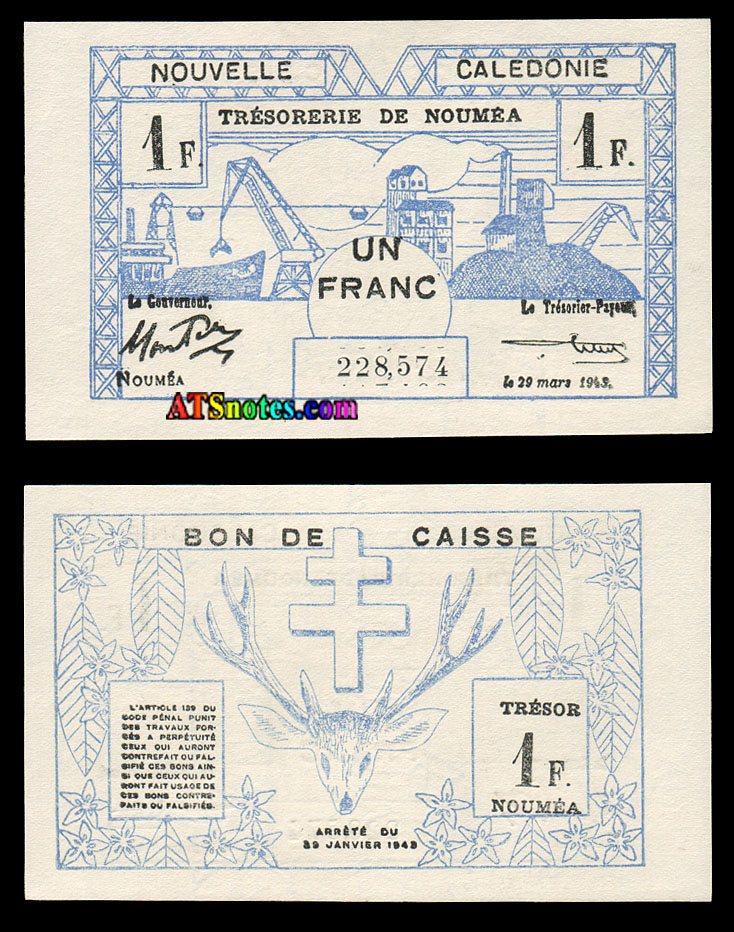 NOUVELLE CALEDONIE
TRÉSORERIE DE NOUMÉA
1 F. 1 F.
UN
FRANC
Le Gouverneur, Le Trésorier-Payeur,
228,574
NOUMÉA
le 29 mars 1943.
ATSnotes.com
BON DE CAISSE
L'ARTICLE 139 DU
CODE PÉNAL PUNIT
DES TRAVAUX FOR-
CÉS A PERPÉTUITÉ
CEUX QUI AURONT
CONTREFAIT OU FAL-
SIFIÉ CES BONS AIN-
SI QUE CEUX QUI AU-
RONT FAIT USAGE DE
CES BONS CONTRE-
FAITS OU FALSIFIÉS.
TRÉSOR
1 F.
NOUMÉA
ARRÊTÉ DU
29 JANVIER 1943